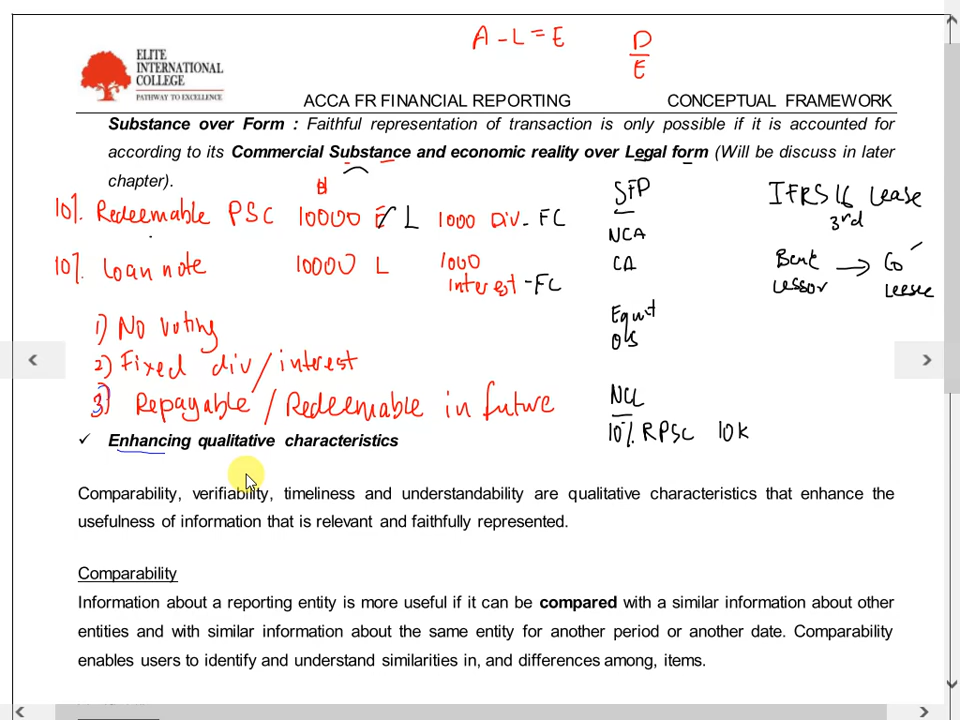 A - L = E
D
E
ELITE
INTERNATIONAL
COLLEGE
PATHWAY TO EXCELLENCE
ACCA FR FINANCIAL REPORTING CONCEPTUAL FRAMEWORK
Substance over Form : Faithful representation of transaction is only possible if it is accounted for
according to its Commercial Substance and economic reality over Legal form (Will be discuss in later
chapter).
10% Redeemable PSC 10000 E L 1000 Div - FC
10% Loan note 10000 L 1000
interest - FC
1) No voting
2) Fixed div / interest
3) Repayable / Redeemable in future
SFP
NCA
CA
Equit
OS
NCL
10% RPSC 10K
IFRS 16 Lease
3rd
Bank → Co
Lessor Leasee
✓ Enhancing qualitative characteristics
Comparability, verifiability, timeliness and understandability are qualitative characteristics that enhance the
usefulness of information that is relevant and faithfully represented.
Comparability
Information about a reporting entity is more useful if it can be compared with a similar information about other
entities and with similar information about the same entity for another period or another date. Comparability
enables users to identify and understand similarities in, and differences among, items.